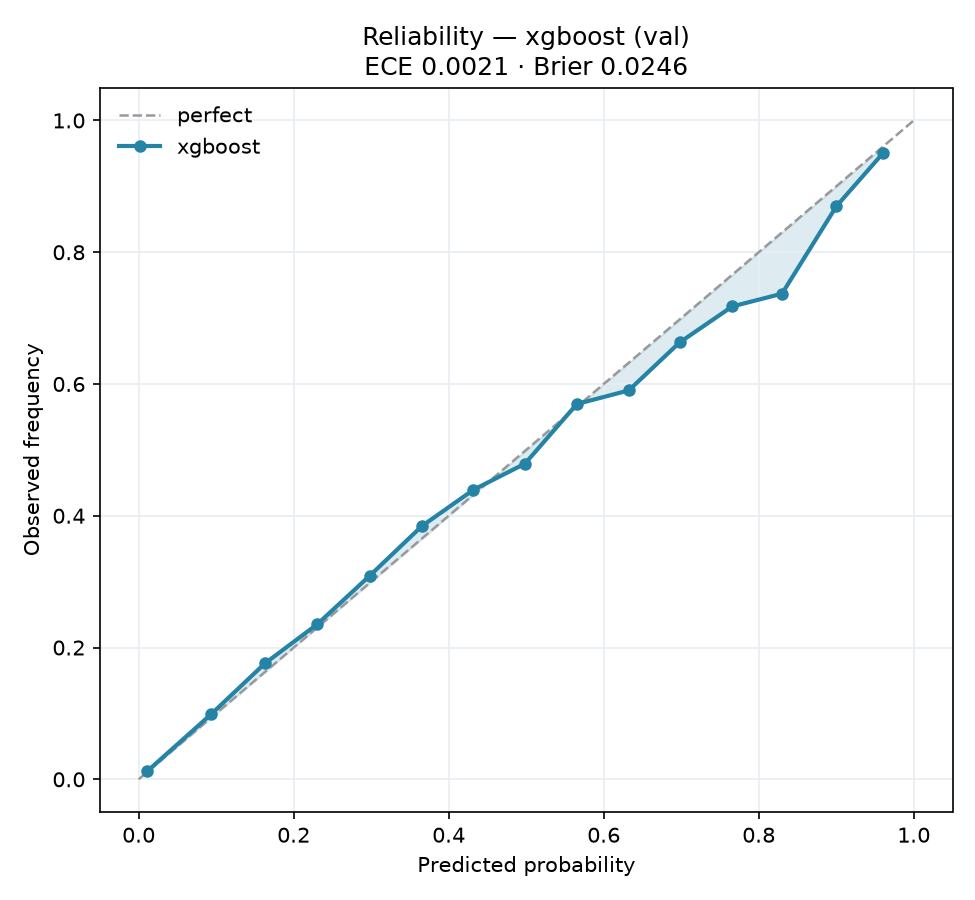 Reliability — xgboost (val)
ECE 0.0021 · Brier 0.0246
perfect
xgboost
1.0
0.8
0.6
0.4
0.2
0.0
Observed frequency
0.0 0.2 0.4 0.6 0.8 1.0
Predicted probability